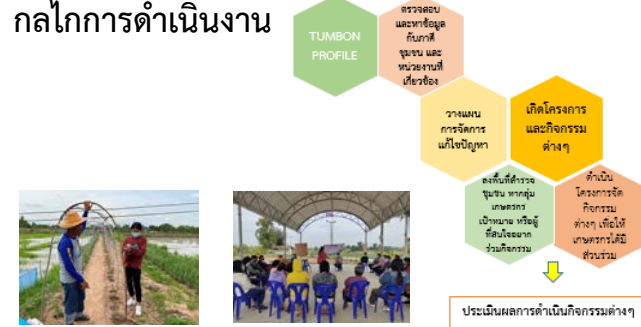 กลไกการดำเนินงาน
TUMBON
PROFILE
ตรวจสอบ
และหาข้อมูล
กับภาคี
ชุมชน และ
หน่วยงานที่
เกี่ยวข้อง
วางแผน
การจัดการ
แก้ไขปัญหา
เกิดโครงการ
และกิจกรรม
ต่างๆ
ลงพื้นที่สำรวจ
ชุมชน หากลุ่ม
เกษตรกร
เป้าหมาย หรือผู้
ที่สนใจอยาก
ร่วมกิจกรรม
ดำเนิน
โครงการจัด
กิจกรรม
ต่างๆ เพื่อให้
เกษตรกรได้มี
ส่วนร่วม
ประเมินผลการดำเนินกิจกรรมต่างๆ